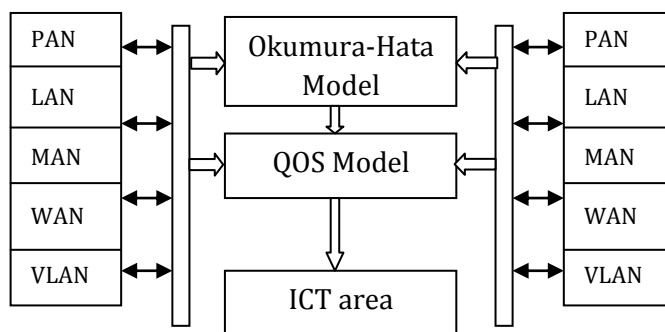 PAN
LAN
MAN
WAN
VLAN
Okumura-Hata
Model
QOS Model
ICT area
PAN
LAN
MAN
WAN
VLAN